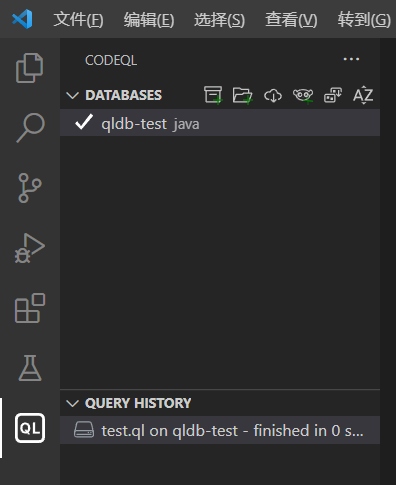 文件(F) 编辑(E) 选择(S) 查看(V) 转到(G)
CODEQL
DATABASES
qldb-test java
QL
QUERY HISTORY
test.ql on qldb-test - finished in 0 s...